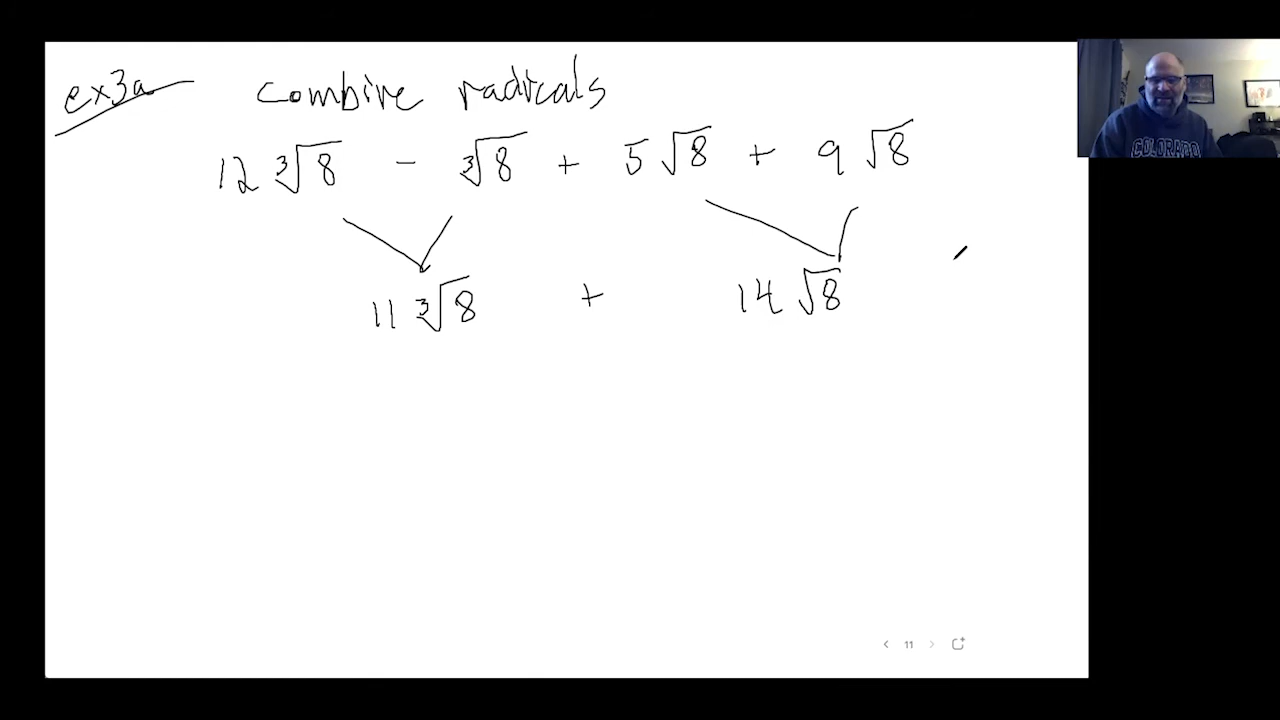 ex3a combine radicals
12 ∛8 - ∛8 + 5 √8 + 9 √8
11 ∛8 + 14 √8
COLORADO
< 11 >